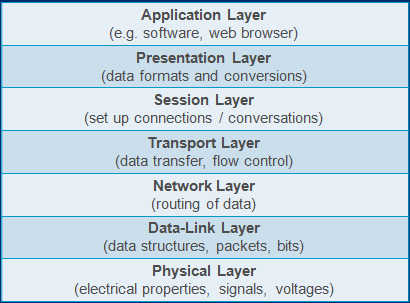 Application Layer
(e.g. software, web browser)
Presentation Layer
(data formats and conversions)
Session Layer
(set up connections / conversations)
Transport Layer
(data transfer, flow control)
Network Layer
(routing of data)
Data-Link Layer
(data structures, packets, bits)
Physical Layer
(electrical properties, signals, voltages)